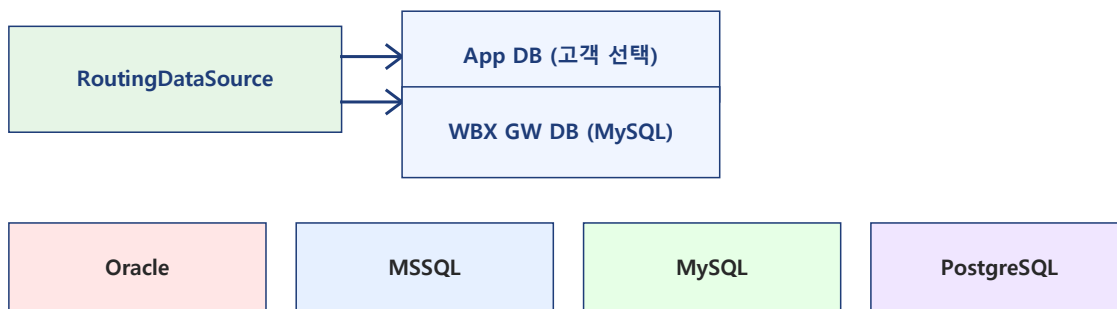 RoutingDataSource
App DB (고객 선택)
WBX GW DB (MySQL)
Oracle
MSSQL
MySQL
PostgreSQL